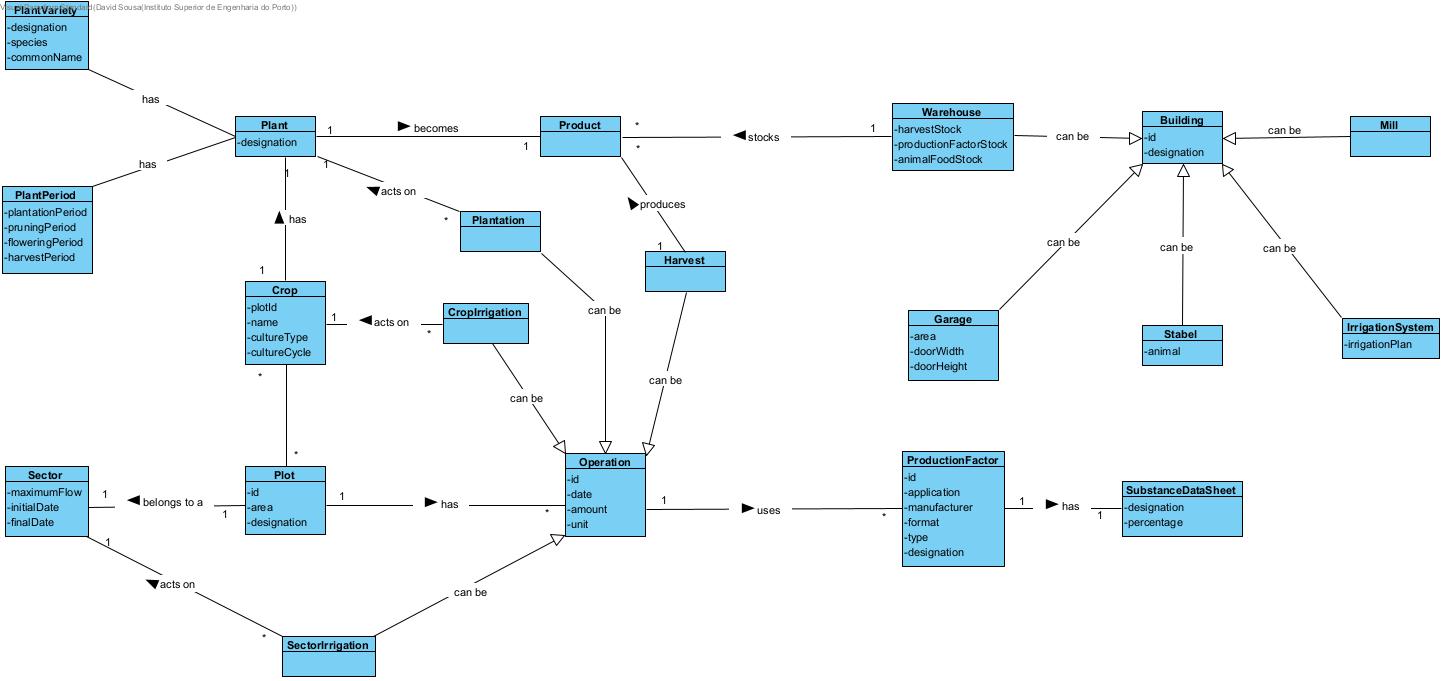 PlantVariety
-designation
-species
-commonName
has
has
PlantPeriod
-plantationPeriod
-pruningPeriod
-floweringPeriod
-harvestPeriod
Plant
-designation
1
becomes
1
Product
*
*
stocks
1
Warehouse
-harvestStock
-productionFactorStock
-animalFoodStock
can be
Building
-id
-designation
can be
Mill
1
acts on
*
Plantation
can be
produces
1
Harvest
can be
1
has
1
Crop
-plotId
-name
-cultureType
-cultureCycle
1
acts on
*
CropIrrigation
can be
can be
can be
can be
Garage
-area
-doorWidth
-doorHeight
Stabel
-animal
IrrigationSystem
-irrigationPlan
*
*
Sector
-maximumFlow
-initialDate
-finalDate
1
belongs to a
1
Plot
-id
-area
-designation
1
has
*
Operation
-id
-date
-amount
-unit
1
uses
*
ProductionFactor
-id
-application
-manufacturer
-format
-type
-designation
1
has
1
SubstanceDataSheet
-designation
-percentage
1
acts on
*
SectorIrrigation
can be
(David Sousa(Instituto Superior de Engenharia do Porto))